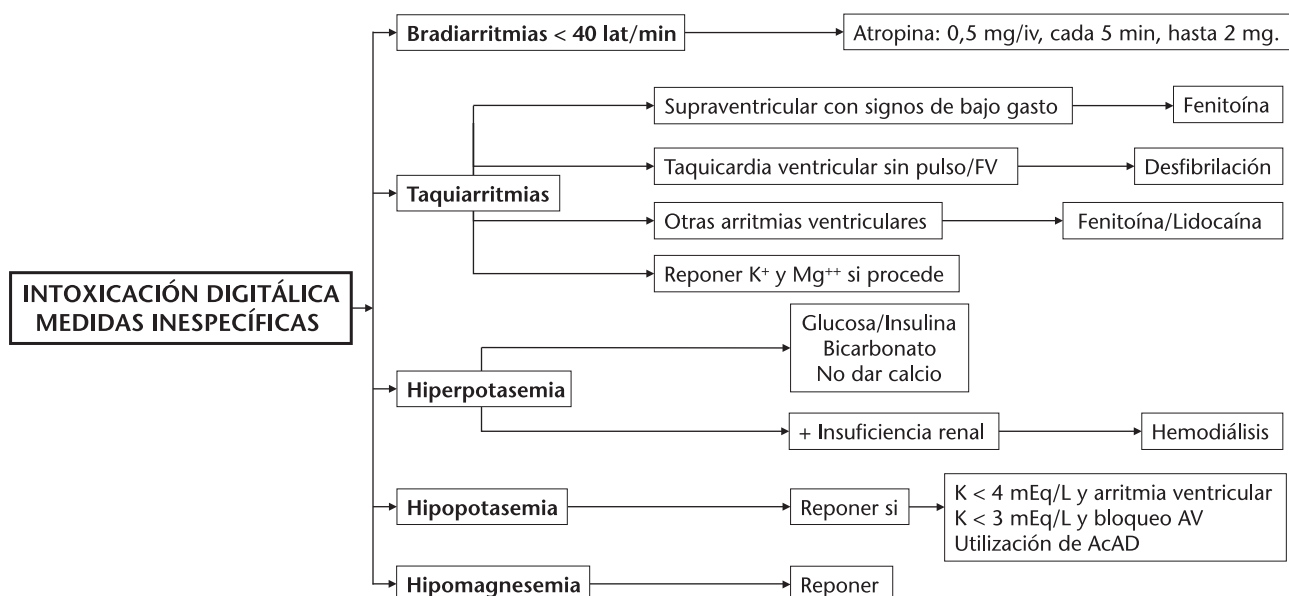 Bradiarritmias < 40 lat/min
Atropina: 0,5 mg/iv, cada 5 min, hasta 2 mg.
Supraventricular con signos de bajo gasto
Fenitoína
Taquicardia ventricular sin pulso/FV
Desfibrilación
Taquiarritmias
Otras arritmias ventriculares
Fenitoína/Lidocaína
Reponer K⁺ y Mg⁺⁺ si procede
INTOXICACIÓN DIGITÁLICA
MEDIDAS INESPECÍFICAS
Glucosa/Insulina
Bicarbonato
No dar calcio
Hiperpotasemia
+ Insuficiencia renal
Hemodiálisis
Hipopotasemia
Reponer si
K < 4 mEq/L y arritmia ventricular
K < 3 mEq/L y bloqueo AV
Utilización de AcAD
Hipomagnesemia
Reponer